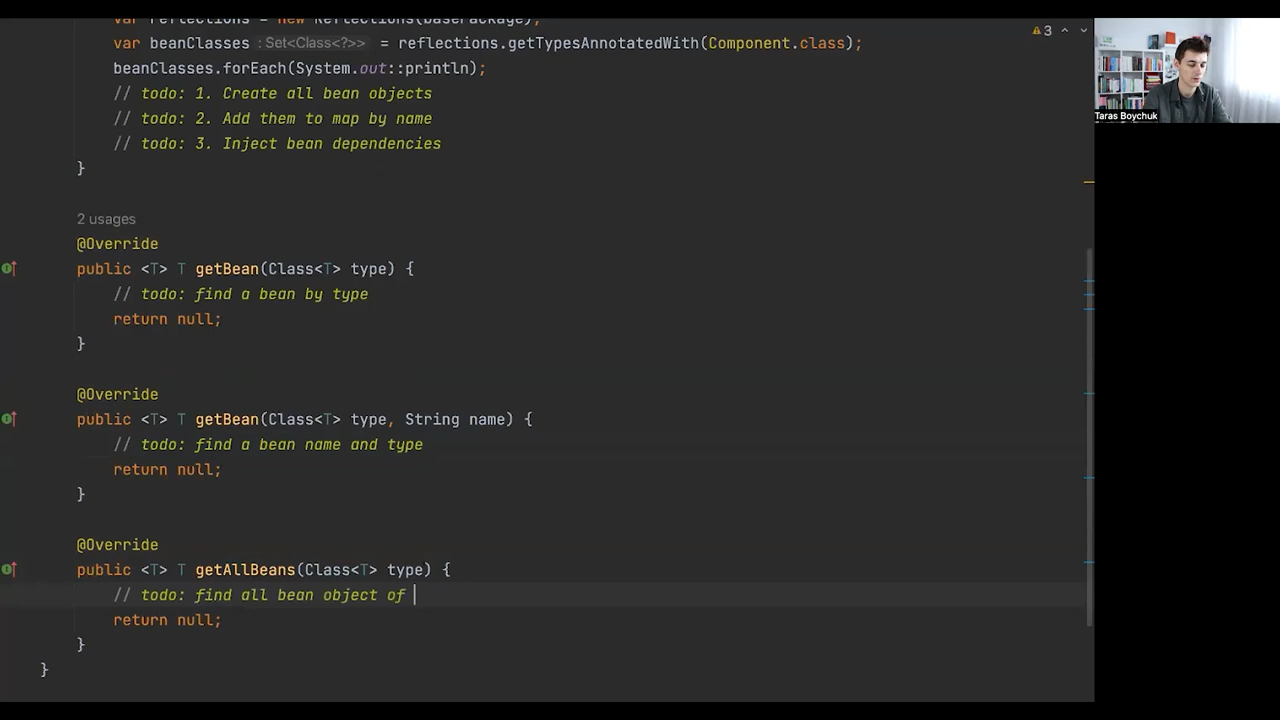 var reflections = new Reflections(basePackage);
var beanClasses : Set<Class<?>> = reflections.getTypesAnnotatedWith(Component.class);
beanClasses.forEach(System.out::println);
// todo: 1. Create all bean objects
// todo: 2. Add them to map by name
// todo: 3. Inject bean dependencies
}
2 usages
@Override
public <T> T getBean(Class<T> type) {
// todo: find a bean by type
return null;
}
@Override
public <T> T getBean(Class<T> type, String name) {
// todo: find a bean name and type
return null;
}
@Override
public <T> T getAllBeans(Class<T> type) {
// todo: find all bean object of
return null;
}
}
3
Taras Boychuk